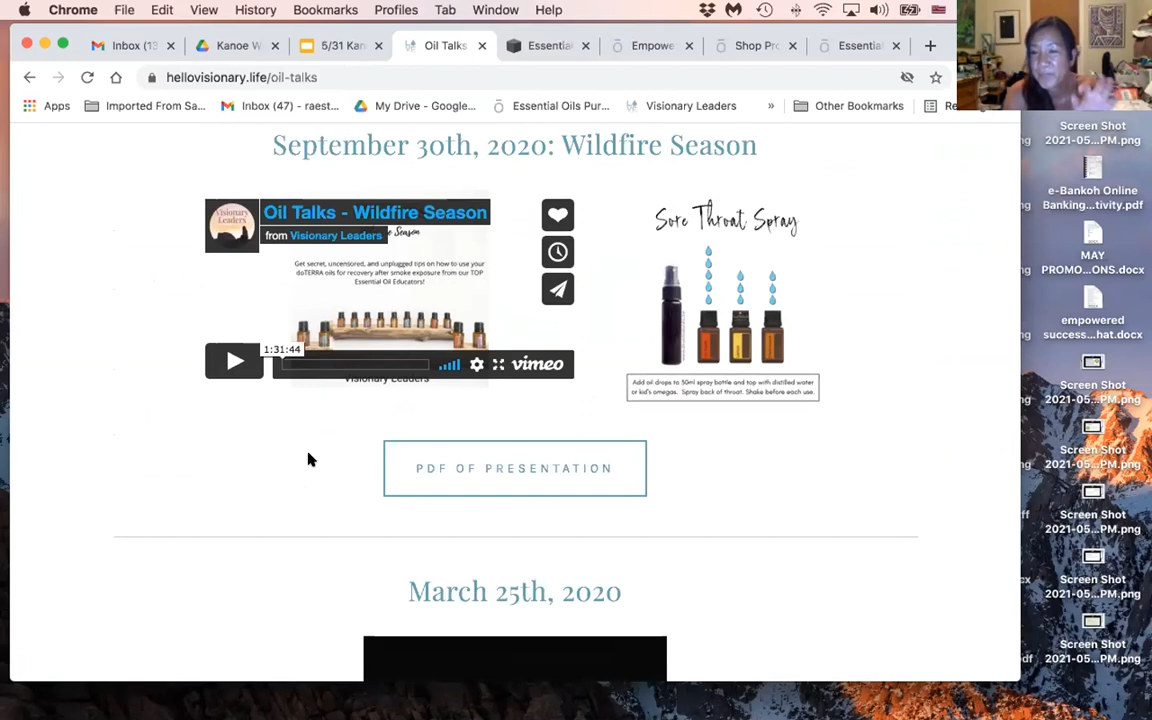 Chrome File Edit View History Bookmarks Profiles Tab Window Help
Inbox (13 Kanoe W 5/31 Kan Oil Talks Essential Empowe Shop Pro Essential
hellovisionary.life/oil-talks
Apps Imported From Sa... Inbox (47) - raest... My Drive - Google... Essential Oils Pur... Visionary Leaders » Other Bookmarks
September 30th, 2020: Wildfire Season
Oil Talks - Wildfire Season
from Visionary Leaders
Season
Get secret, uncensored, and unplugged tips on how to use your
doTERRA oils for recovery after smoke exposure from our TOP
Essential Oil Educators!
1:31:44
vimeo
Visionary Leaders
Sore Throat Spray
Add oil drops to 30ml spray bottle and top with distilled water
or kid's omegas. Spray back of throat. Shake before each use.
PDF OF PRESENTATION
March 25th, 2020
Screen Shot
2021-05...PM.png
e-Bankoh Online
Banking...tivity.pdf
MAY
PROMO...ONS.docx
empowered
success...hat.docx
Screen Shot
2021-05...PM.png
Screen Shot
2021-05...PM.png
Screen Shot
2021-05...PM.png
Screen Shot
2021-05...PM.png
Screen Shot
2021-05...PM.png